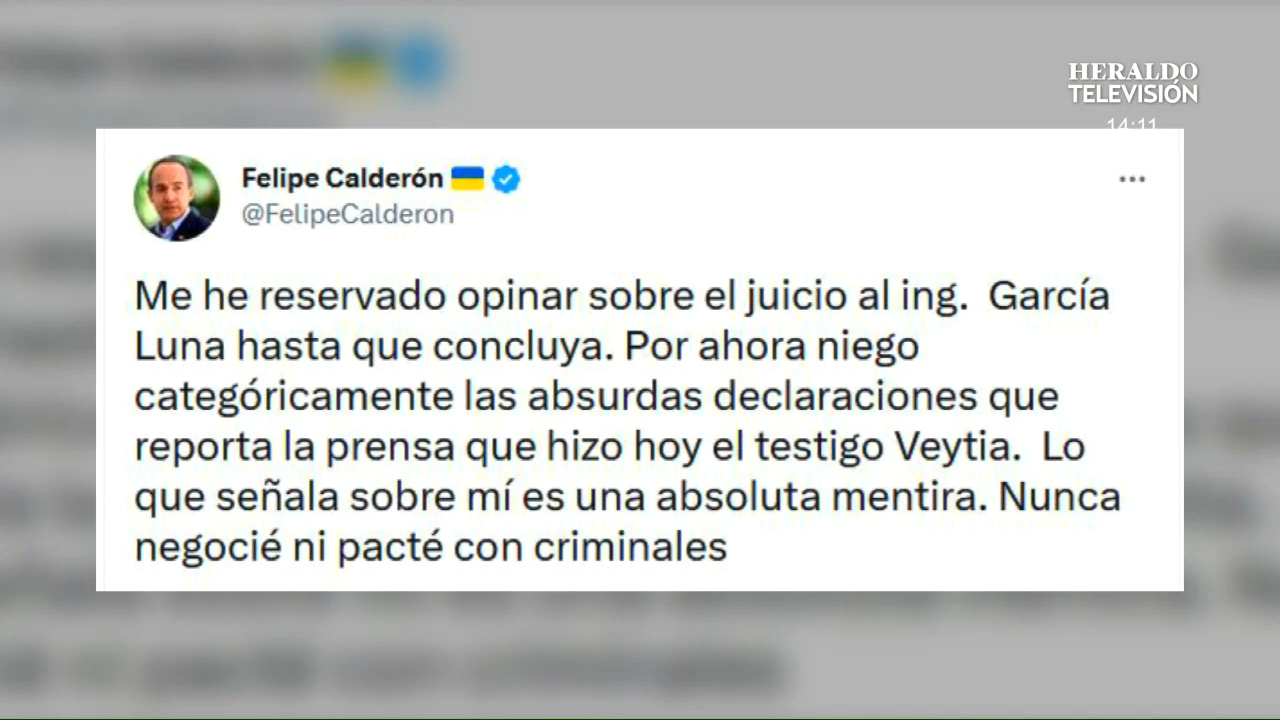 HERALDO
TELEVISIÓN
14:11
Felipe Calderón
@FelipeCalderon
Me he reservado opinar sobre el juicio al ing.  García
Luna hasta que concluya. Por ahora niego
categóricamente las absurdas declaraciones que
reporta la prensa que hizo hoy el testigo Veytia.  Lo
que señala sobre mí es una absoluta mentira. Nunca
negocié ni pacté con criminales